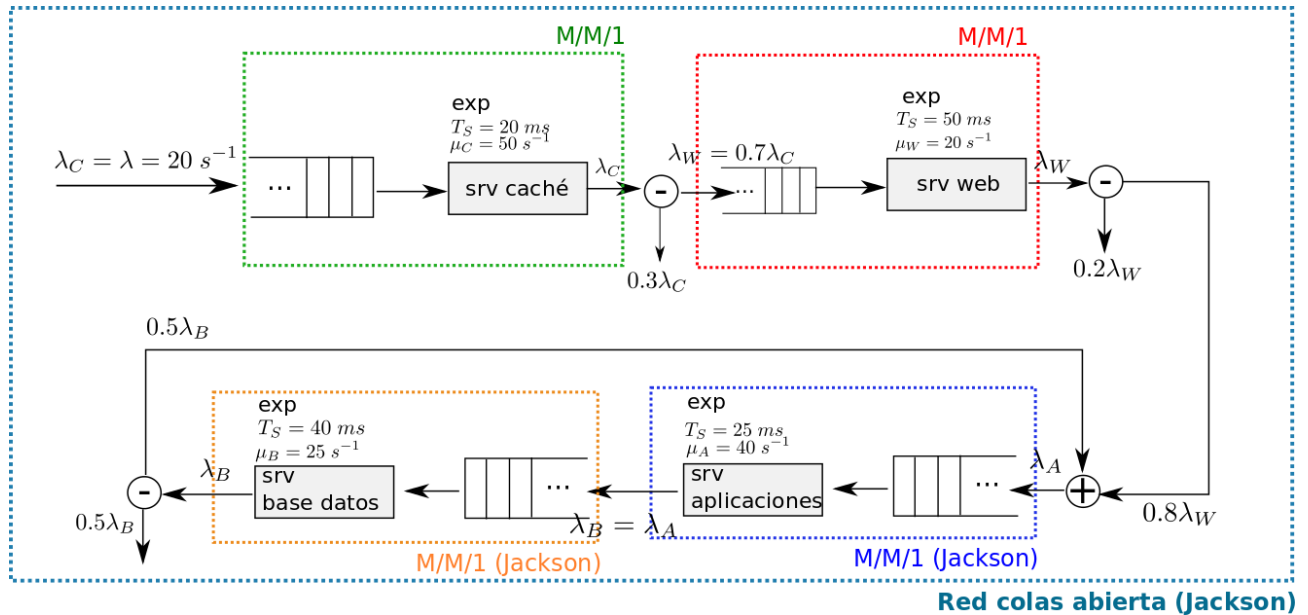 M/M/1
M/M/1
exp
T_S = 20 ms
μ_C = 50 s⁻¹
exp
T_S = 50 ms
μ_W = 20 s⁻¹
λ_C = λ = 20 s⁻¹
...
srv caché
λ_C
-
λ_W = 0.7λ_C
...
srv web
λ_W
-
0.3λ_C
0.2λ_W
0.5λ_B
exp
T_S = 40 ms
μ_B = 25 s⁻¹
exp
T_S = 25 ms
μ_A = 40 s⁻¹
λ_B
-
srv
base datos
...
srv
aplicaciones
...
λ_A
+
0.5λ_B
λ_B = λ_A
0.8λ_W
M/M/1 (Jackson)
M/M/1 (Jackson)
Red colas abierta (Jackson)